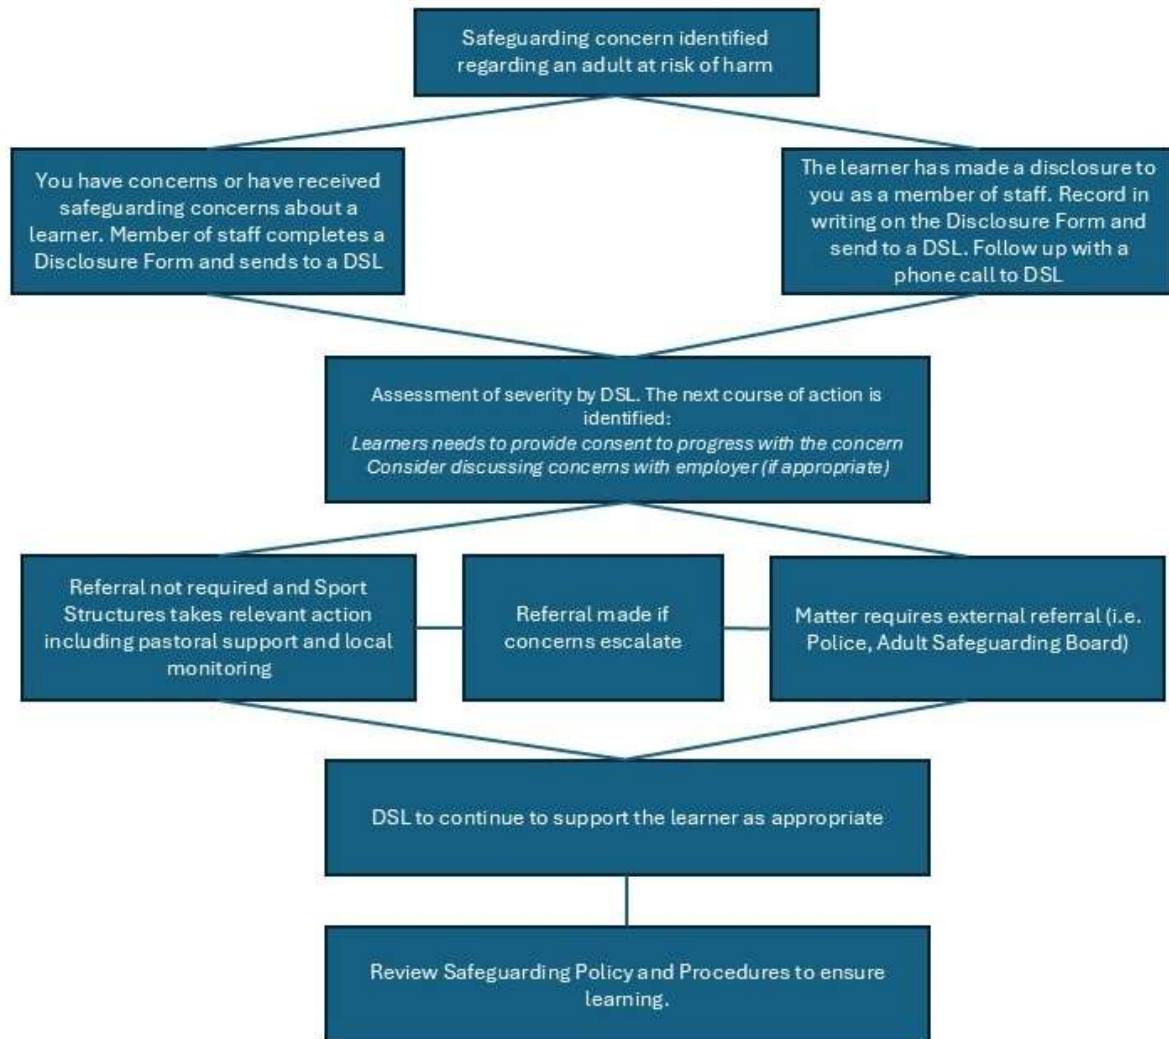 Safeguarding concern identified
regarding an adult at risk of harm
You have concerns or have received
safeguarding concerns about a
learner. Member of staff completes a
Disclosure Form and sends to a DSL
The learner has made a disclosure to
you as a member of staff. Record in
writing on the Disclosure Form and
send to a DSL. Follow up with a
phone call to DSL
Assessment of severity by DSL. The next course of action is
identified:
Learners needs to provide consent to progress with the concern
Consider discussing concerns with employer (if appropriate)
Referral not required and Sport
Structures takes relevant action
including pastoral support and local
monitoring
Referral made if
concerns escalate
Matter requires external referral (i.e.
Police, Adult Safeguarding Board)
DSL to continue to support the learner as appropriate
Review Safeguarding Policy and Procedures to ensure
learning.